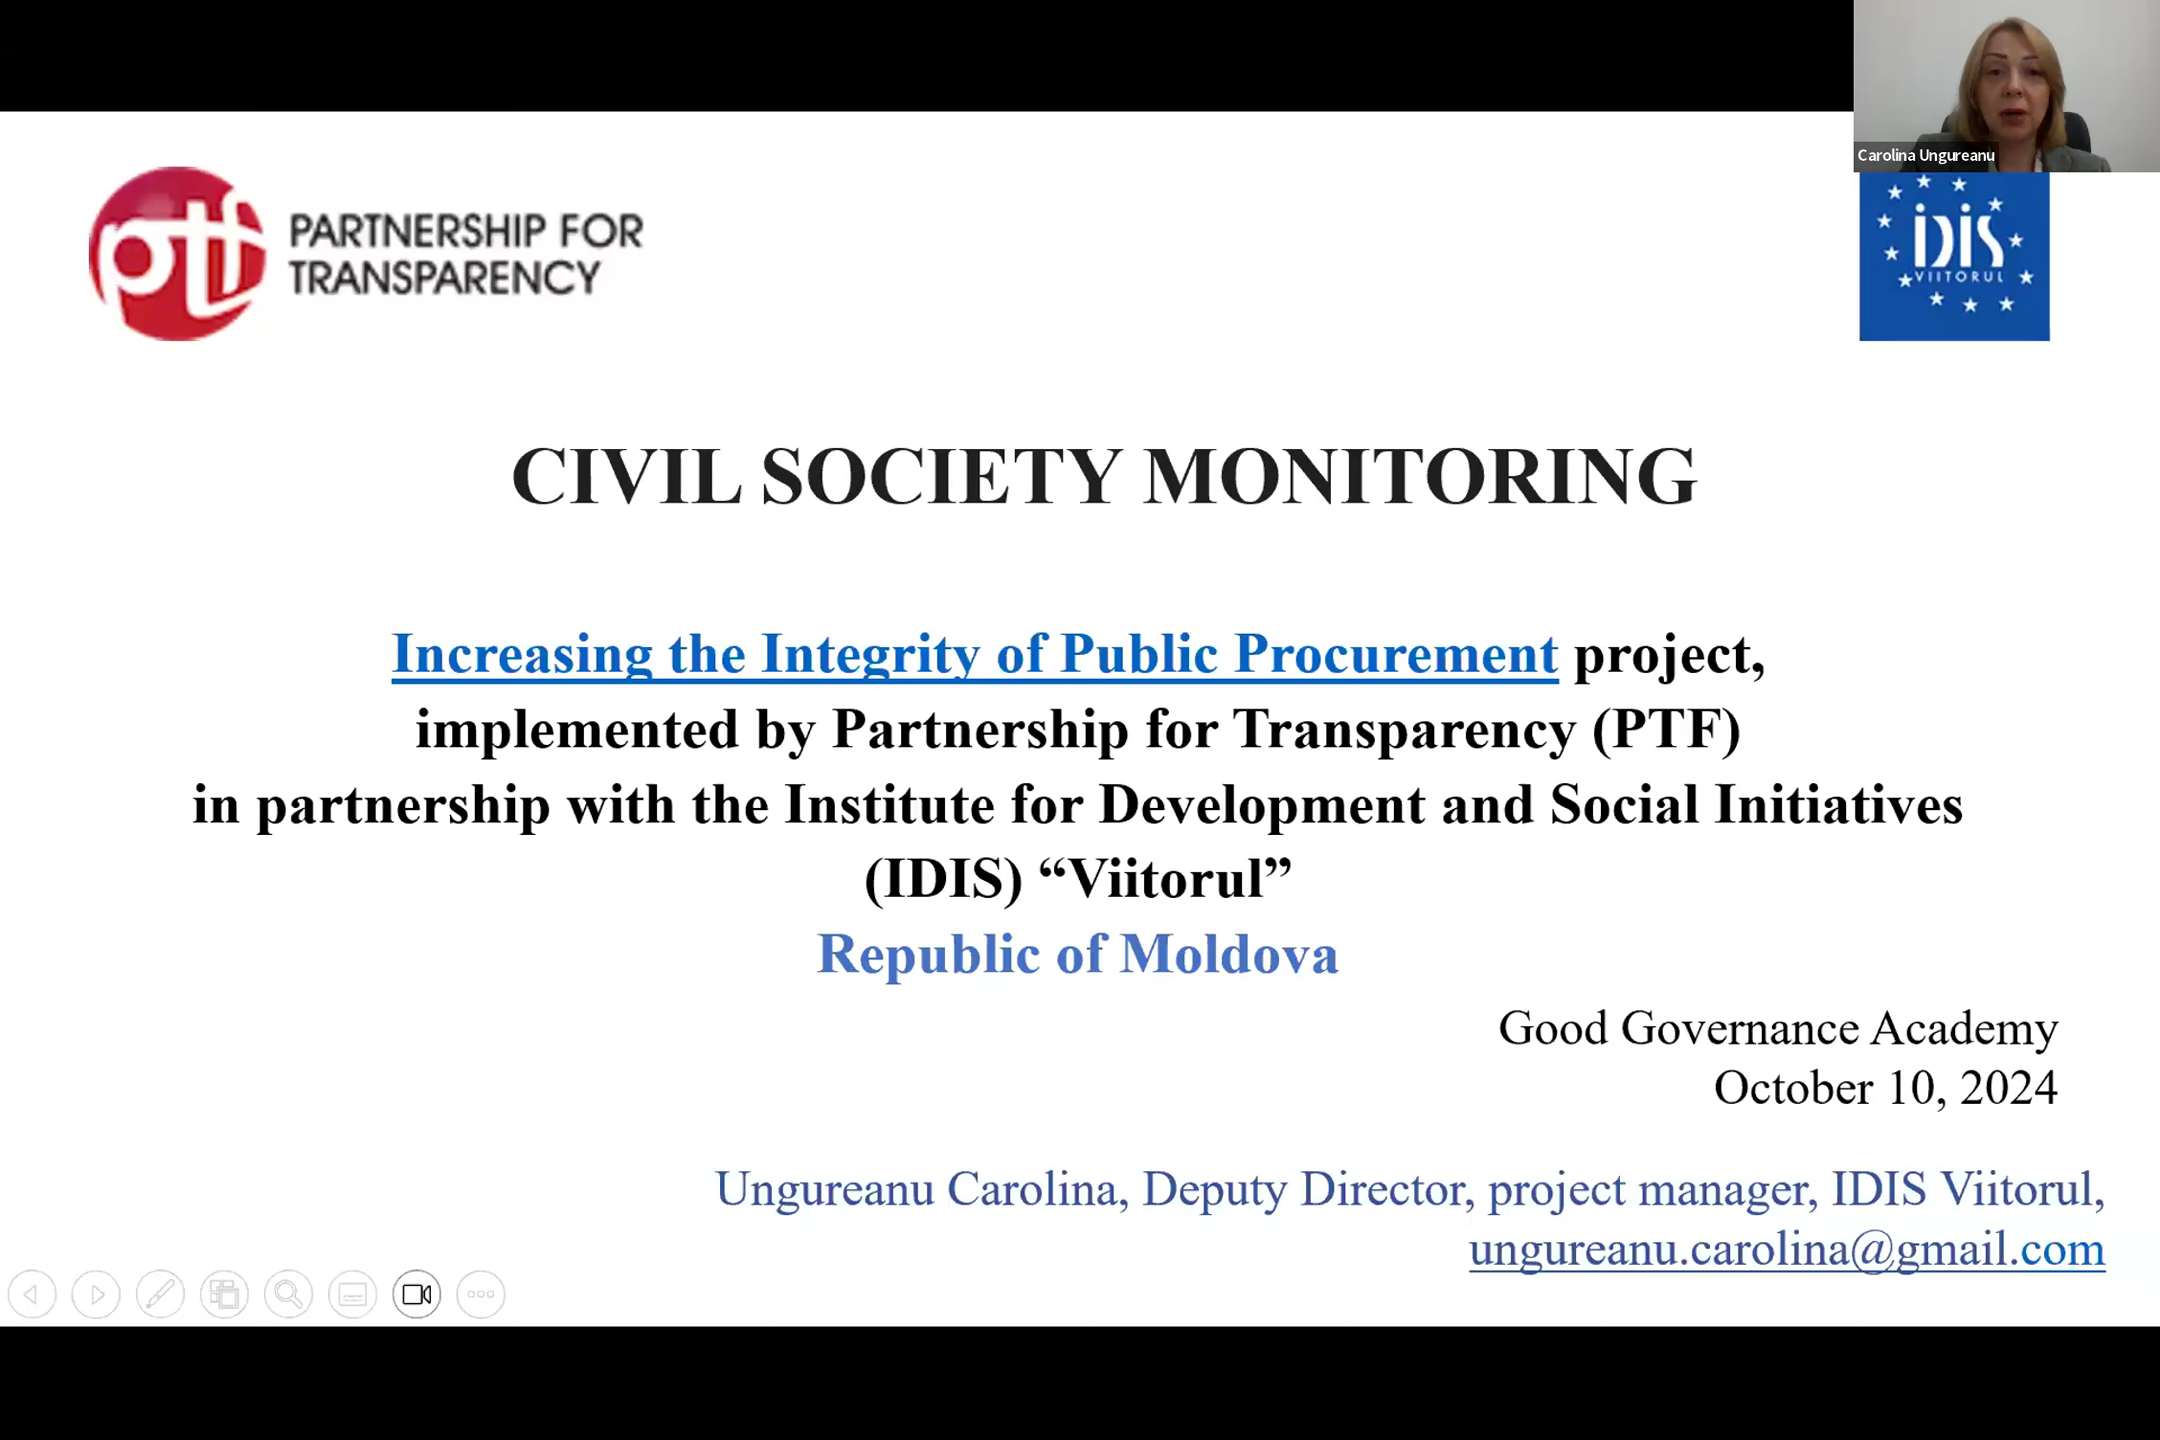 Carolina Ungureanu
ptf
PARTNERSHIP FOR
TRANSPARENCY
iDiS
VIITORUL
CIVIL SOCIETY MONITORING
Increasing the Integrity of Public Procurement project,
implemented by Partnership for Transparency (PTF)
in partnership with the Institute for Development and Social Initiatives
(IDIS) “Viitorul”
Republic of Moldova
Good Governance Academy
October 10, 2024
Ungureanu Carolina, Deputy Director, project manager, IDIS Viitorul,
ungureanu.carolina@gmail.com